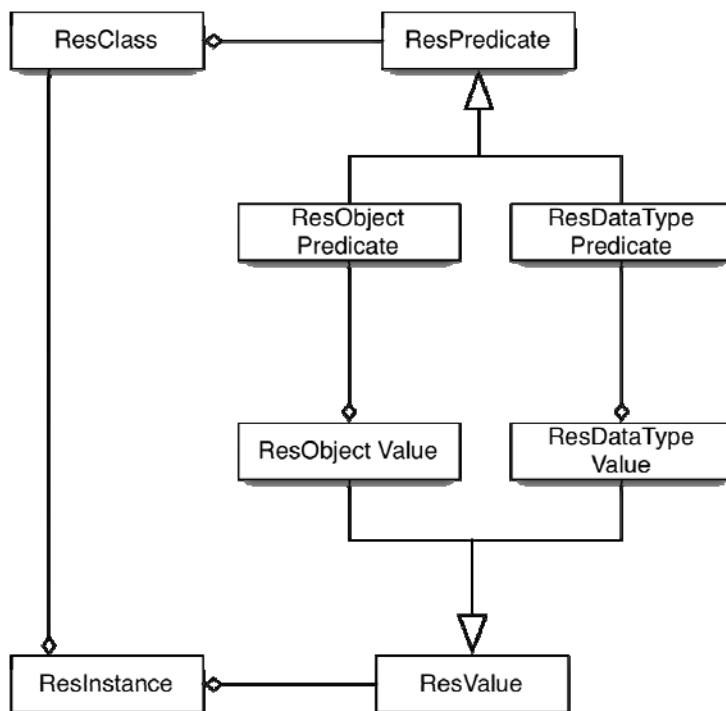 ResClass
ResPredicate
ResObject
Predicate
ResDataType
Predicate
ResObject Value
ResDataType
Value
ResInstance
ResValue